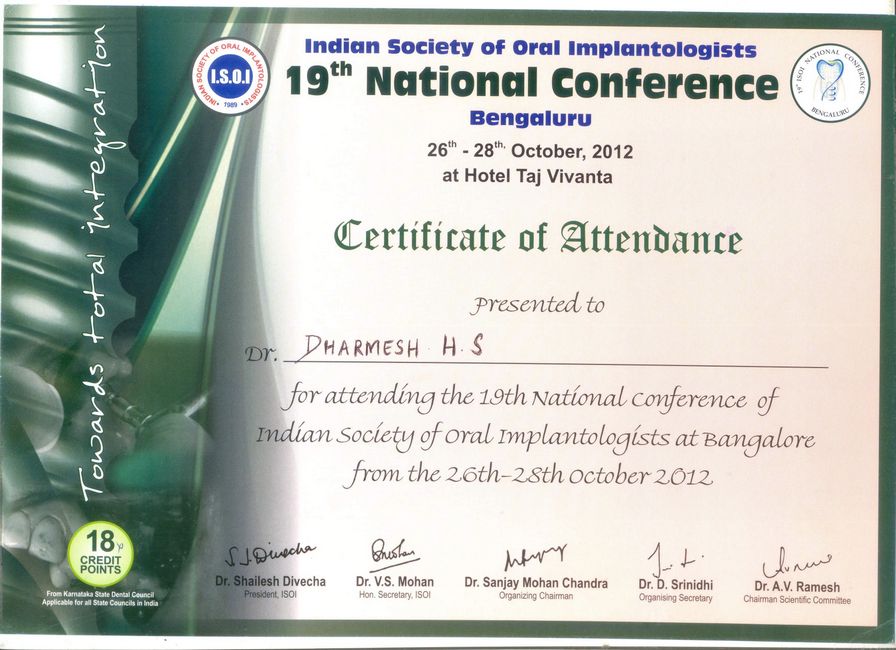 Indian Society of Oral Implantologists
19th National Conference
Bengaluru
26th - 28th, October, 2012
at Hotel Taj Vivanta
INDIAN SOCIETY OF ORAL IMPLANTOLOGISTS
I.S.O.I
1989
19th ISOI NATIONAL CONFERENCE
BENGALURU
Towards total integration
Certificate of Attendance
Presented to
Dr. DHARMESH H.S
for attending the 19th National Conference of
Indian Society of Oral Implantologists at Bangalore
from the 26th-28th October 2012
18
CREDIT
POINTS
From Karnataka State Dental Council
Applicable for all State Councils in India
S.J. Divecha
Dr. Shailesh Divecha
President, ISOI
Dr. V.S. Mohan
Hon. Secretary, ISOI
Dr. Sanjay Mohan Chandra
Organizing Chairman
Dr. D. Srinidhi
Organising Secretary
Dr. A.V. Ramesh
Chairman Scientific Committee